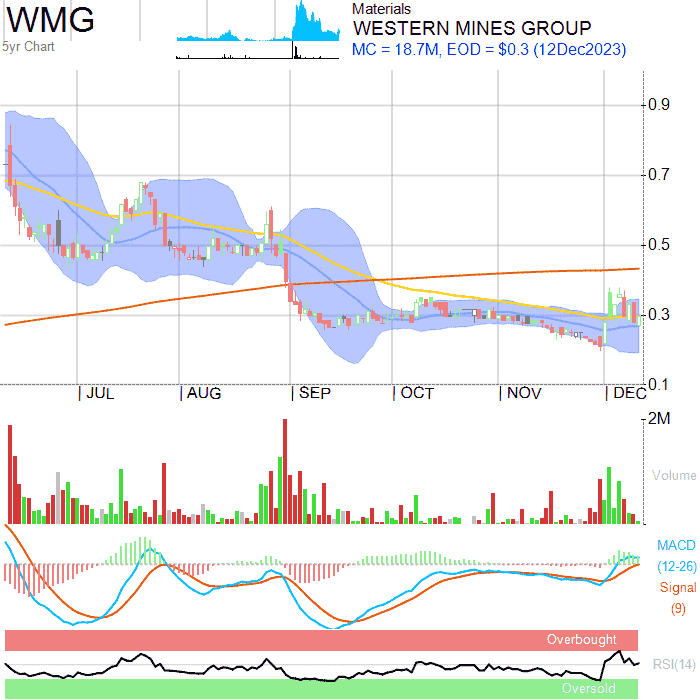 WMG
5yr Chart
Materials
WESTERN MINES GROUP
MC = 18.7M, EOD = $0.3 (12Dec2023)
0.9
0.7
0.5
0.3
0.1
JUL
AUG
SEP
OCT
NOV
DEC
2M
Volume
MACD
(12-26)
Signal
(9)
Overbought
RSI(14)
Oversold